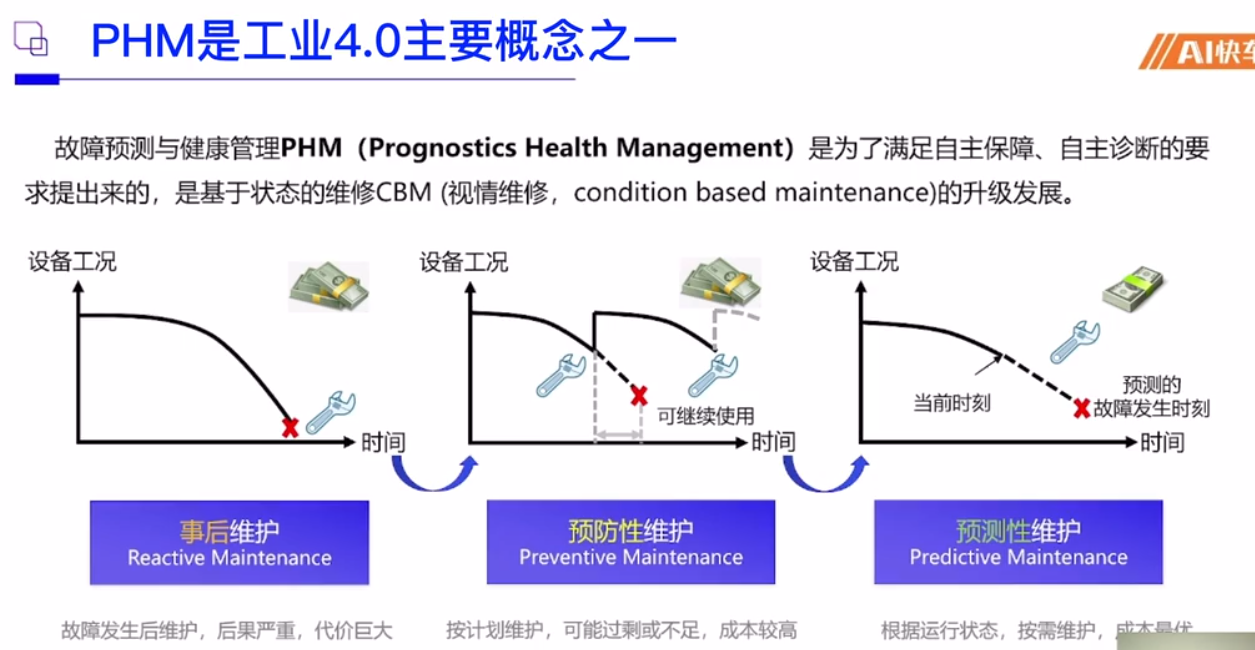 PHM是工业4.0主要概念之一
AI快车
故障预测与健康管理PHM（Prognostics Health Management）是为了满足自主保障、自主诊断的要
求提出来的，是基于状态的维修CBM (视情维修，condition based maintenance)的升级发展。
设备工况
时间
设备工况
可继续使用
时间
设备工况
当前时刻
预测的
故障发生时刻
时间
事后维护
Reactive Maintenance
预防性维护
Preventive Maintenance
预测性维护
Predictive Maintenance
故障发生后维护，后果严重，代价巨大
按计划维护，可能过剩或不足，成本较高
根据运行状态，按需维护，成本最优